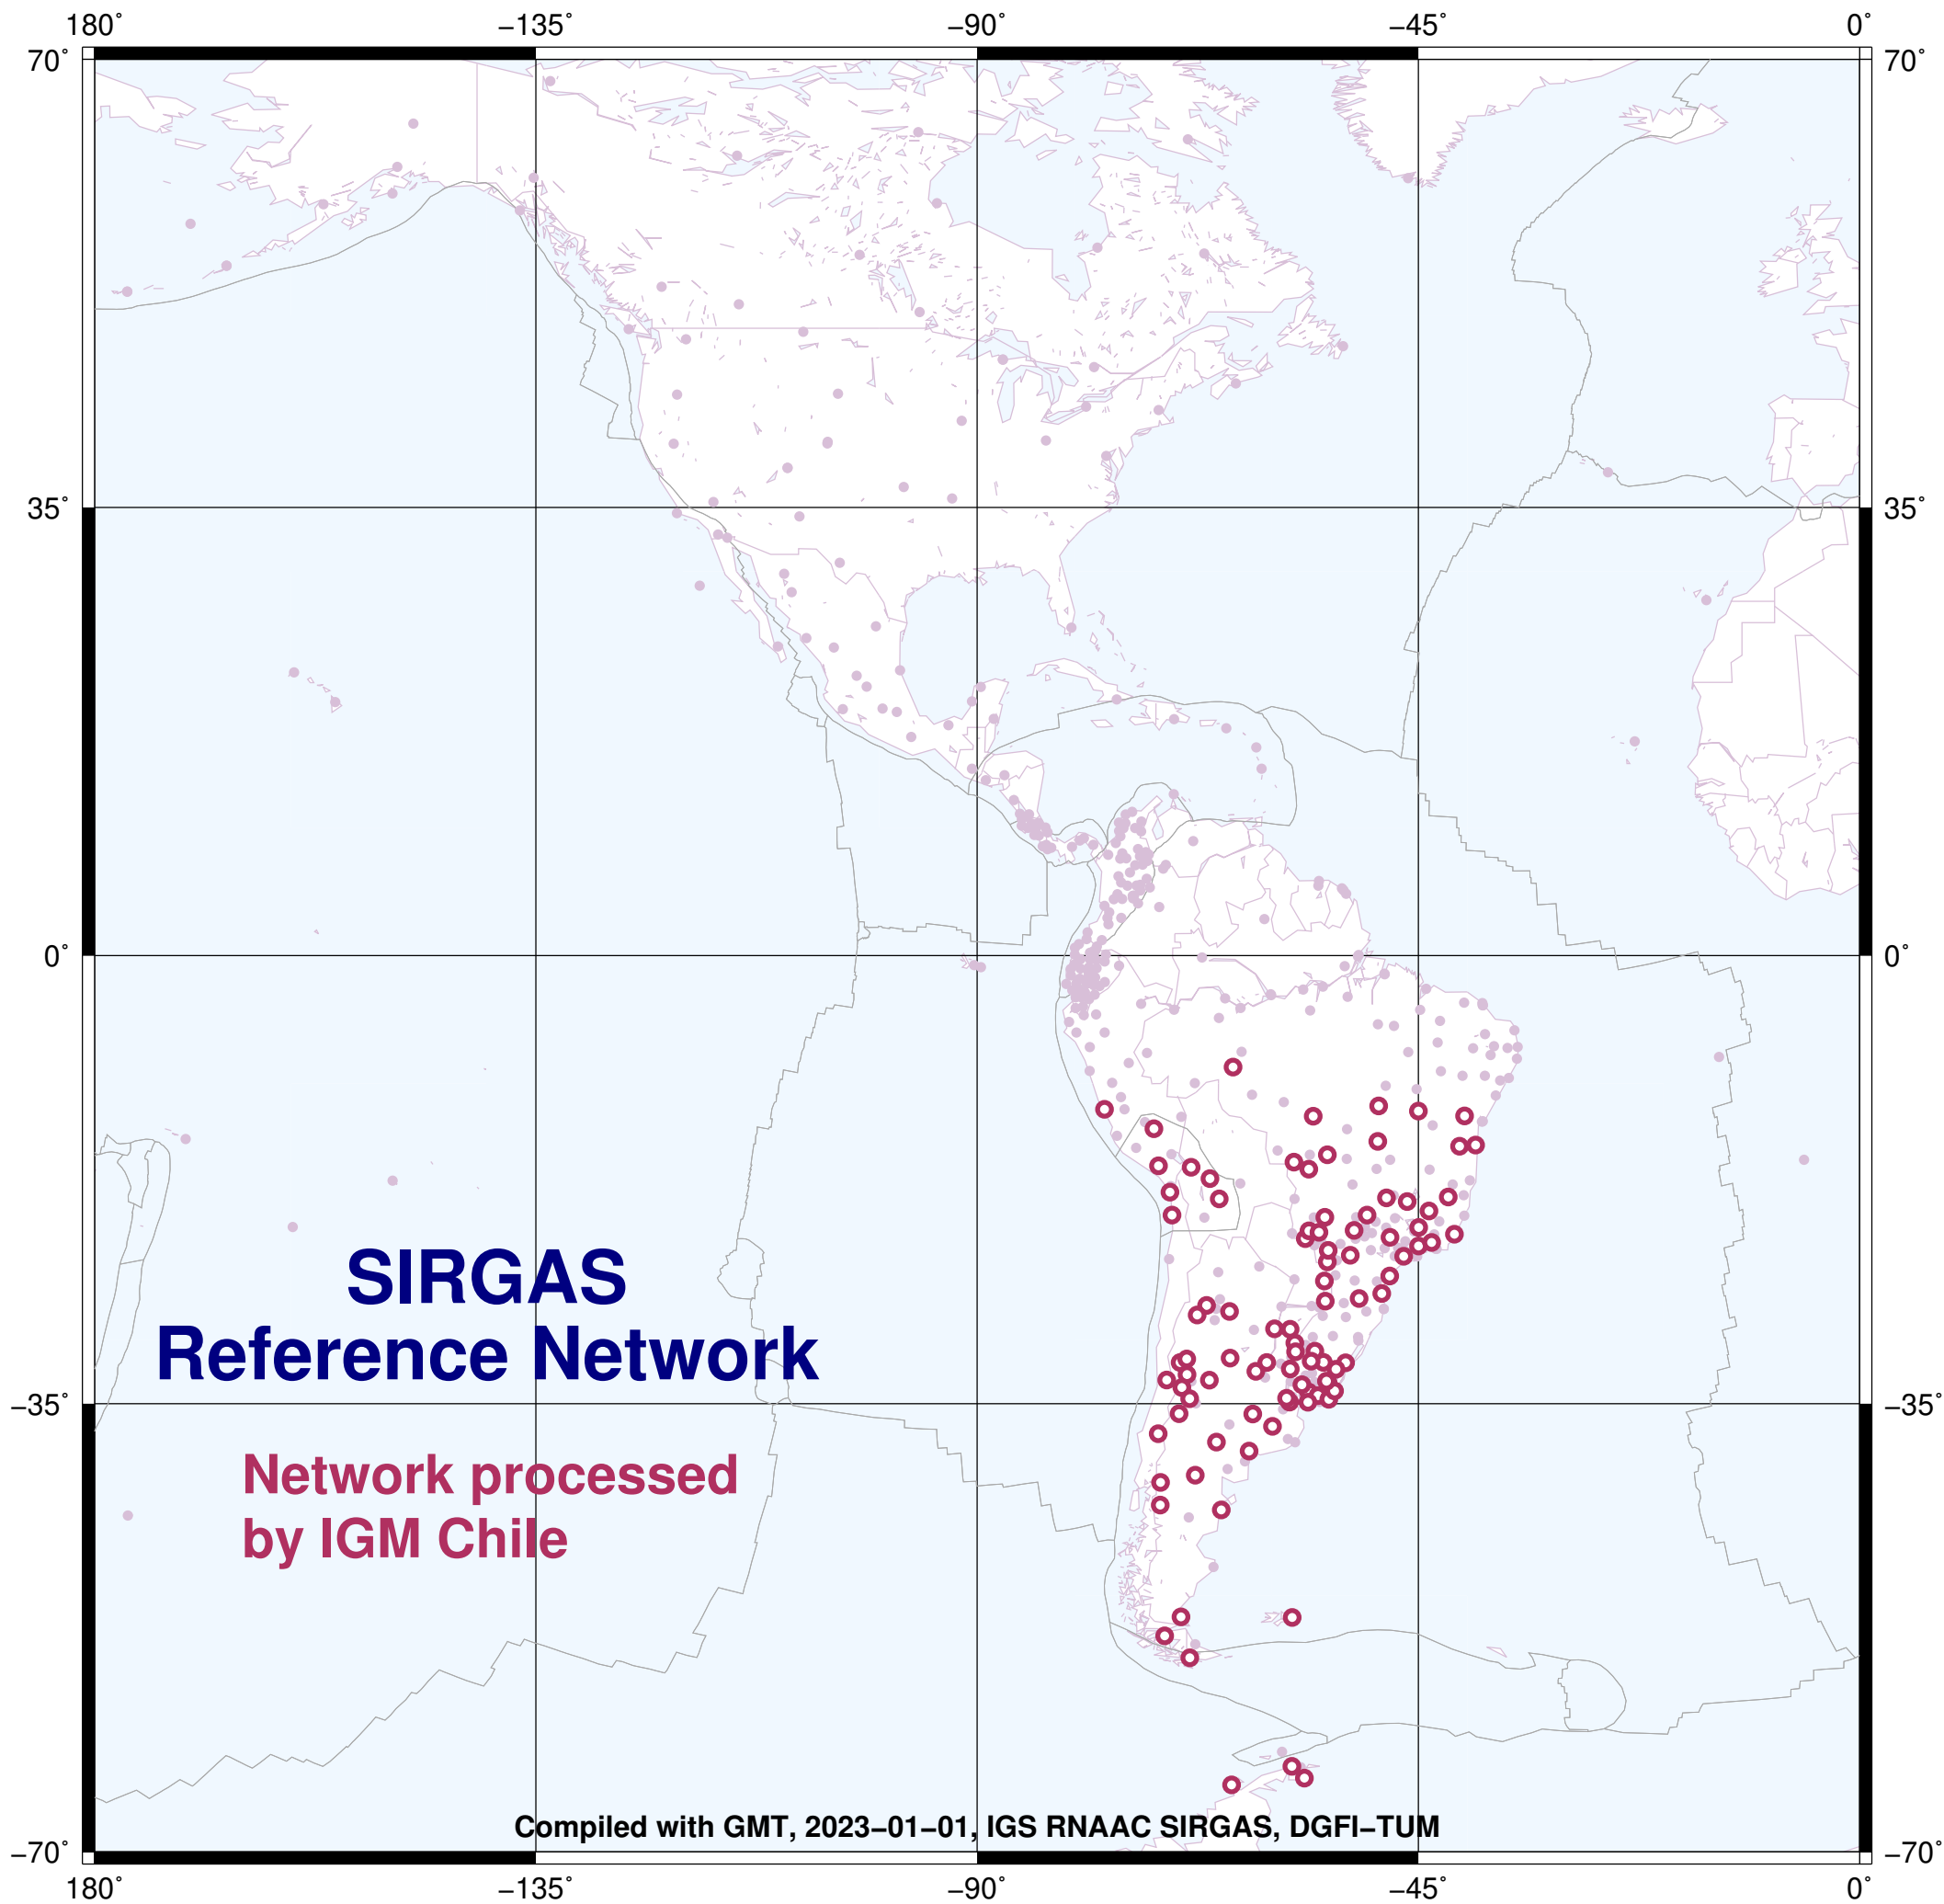 180˚ −135˚ −90˚ −45˚ 0˚
70˚ 70˚
35˚ 35˚
0˚ 0˚
SIRGAS
Reference Network
−35˚ −35˚
Network processed
by IGM Chile
Compiled with GMT, 2023−01−01, IGS RNAAC SIRGAS, DGFI−TUM
−70˚ −70˚
180˚ −135˚ −90˚ −45˚ 0˚